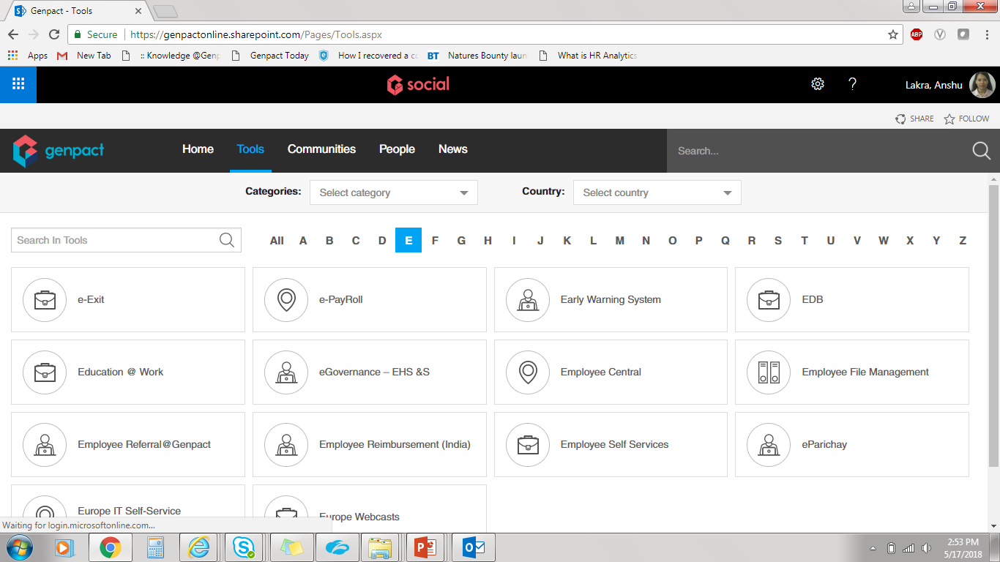 Genpact - Tools
Secure https://genpactonline.sharepoint.com/Pages/Tools.aspx
ABP
Apps New Tab :: Knowledge @Genp Genpact Today How I recovered a co BT Natures Bounty laun What is HR Analytics
social
? Lakra, Anshu
SHARE FOLLOW
genpact Home Tools Communities People News Search...
Categories: Select category Country: Select country
Search In Tools All A B C D E F G H I J K L M N O P Q R S T U V W X Y Z
e-Exit e-PayRoll Early Warning System EDB
Education @ Work eGovernance – EHS &S Employee Central Employee File Management
Employee Referral@Genpact Employee Reimbursement (India) Employee Self Services eParichay
Europe IT Self-Service Europe Webcasts
Waiting for login.microsoftonline.com...
2:53 PM
5/17/2018